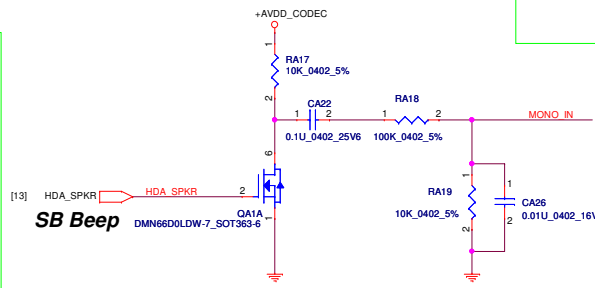 +AVDD_CODEC
1
RA17
10K_0402_5%
2
CA22
1 2
0.1U_0402_25V6
RA18
1 2
100K_0402_5%
MONO_IN
6
[13] HDA_SPKR HDA_SPKR 2
SB Beep
QA1A
DMN66D0LDW-7_SOT363-6
1
1
RA19
10K_0402_5%
2
1
CA26
0.01U_0402_16V
2